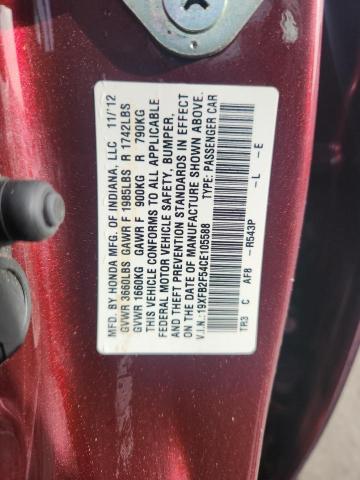 MFD. BY HONDA MFG. OF INDIANA, LLC 11/'12
GVWR 3660LBS GAWR F 1985LBS R 1742LBS
GVWR 1660KG GAWR F 900KG R 790KG
THIS VEHICLE CONFORMS TO ALL APPLICABLE
FEDERAL MOTOR VEHICLE SAFETY, BUMPER,
AND THEFT PREVENTION STANDARDS IN EFFECT
ON THE DATE OF MANUFACTURE SHOWN ABOVE.
V.I.N.:19XFB2F54CE105588 TYPE: PASSENGER CAR
TR3 C AF8 -R543P -L -E